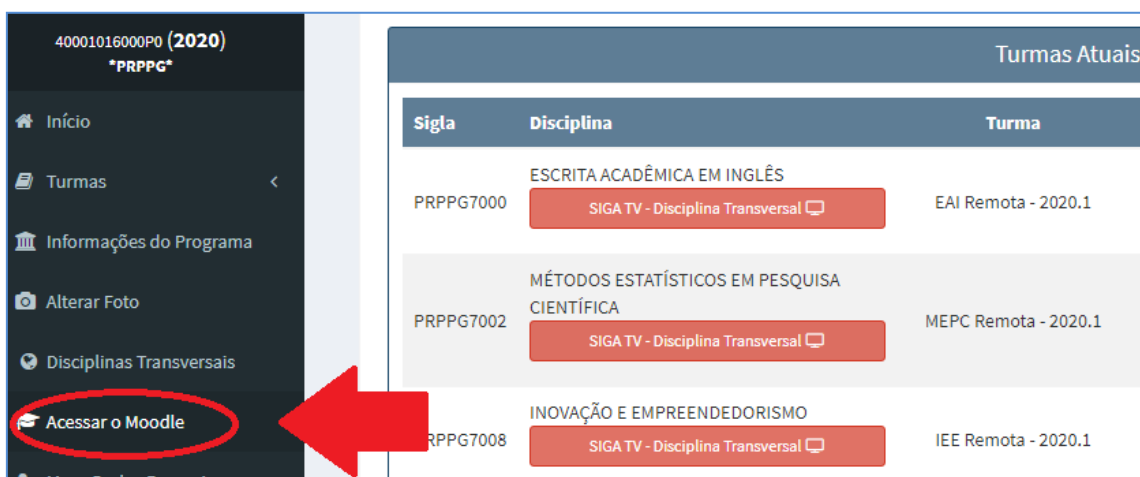 40001016000P0 (2020)
*PRPPG*
Início
Turmas
Informações do Programa
Alterar Foto
Disciplinas Transversais
Acessar o Moodle
Turmas Atuais
Sigla Disciplina Turma
PRPPG7000 ESCRITA ACADÊMICA EM INGLÊS EAI Remota - 2020.1
SIGA TV - Disciplina Transversal
MÉTODOS ESTATÍSTICOS EM PESQUISA
CIENTÍFICA
PRPPG7002 MEPC Remota - 2020.1
SIGA TV - Disciplina Transversal
INOVAÇÃO E EMPREENDEDORISMO
RPPG7008 IEE Remota - 2020.1
SIGA TV - Disciplina Transversal